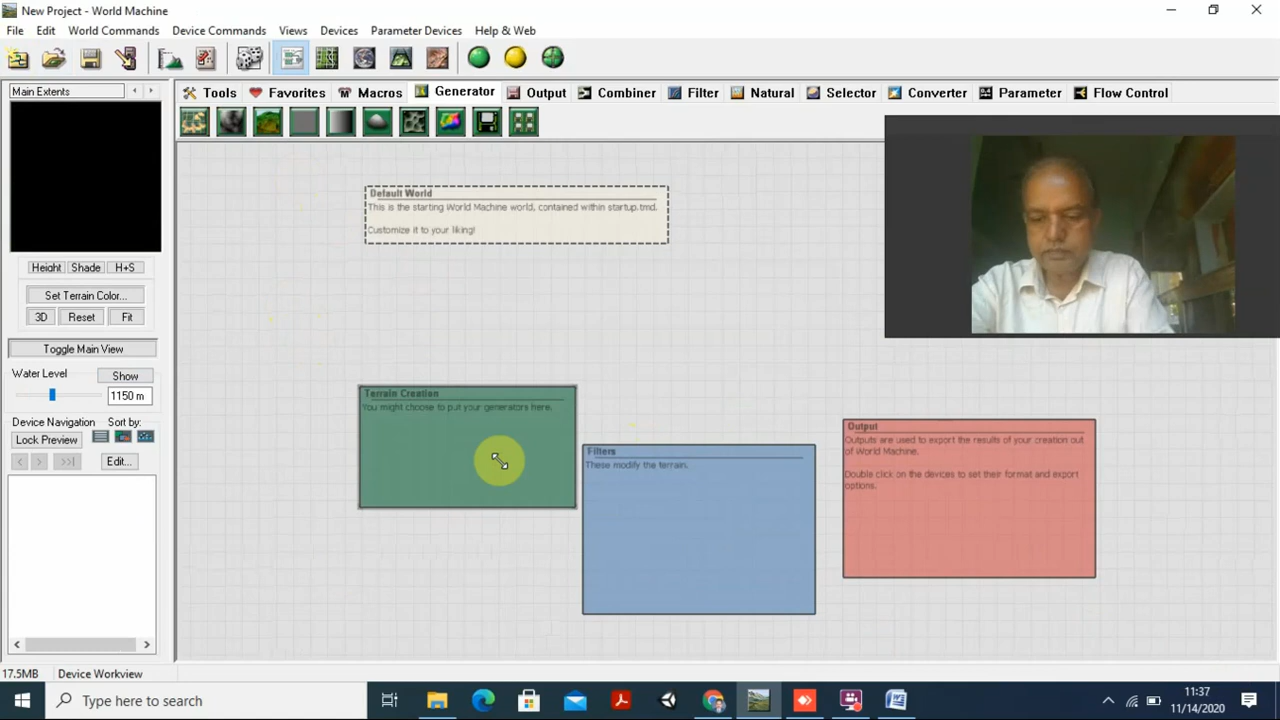 New Project - World Machine
File Edit World Commands Device Commands Views Devices Parameter Devices Help & Web
Main Extents
Tools Favorites Macros Generator Output Combiner Filter Natural Selector Converter Parameter Flow Control
Default World
This is the starting World Machine world, contained within startup.tmd.
Customize it to your liking!
Height Shade H+S
Set Terrain Color...
3D Reset Fit
Toggle Main View
Water Level Show
1150 m
Device Navigation Sort by:
Lock Preview
Edit...
Terrain Creation
You might choose to put your generators here.
Filters
These modify the terrain.
Output
Outputs are used to export the results of your creation out
of World Machine.
Double click on the devices to set their format and export
options.
17.5MB Device Workview
Type here to search
11:37
11/14/2020